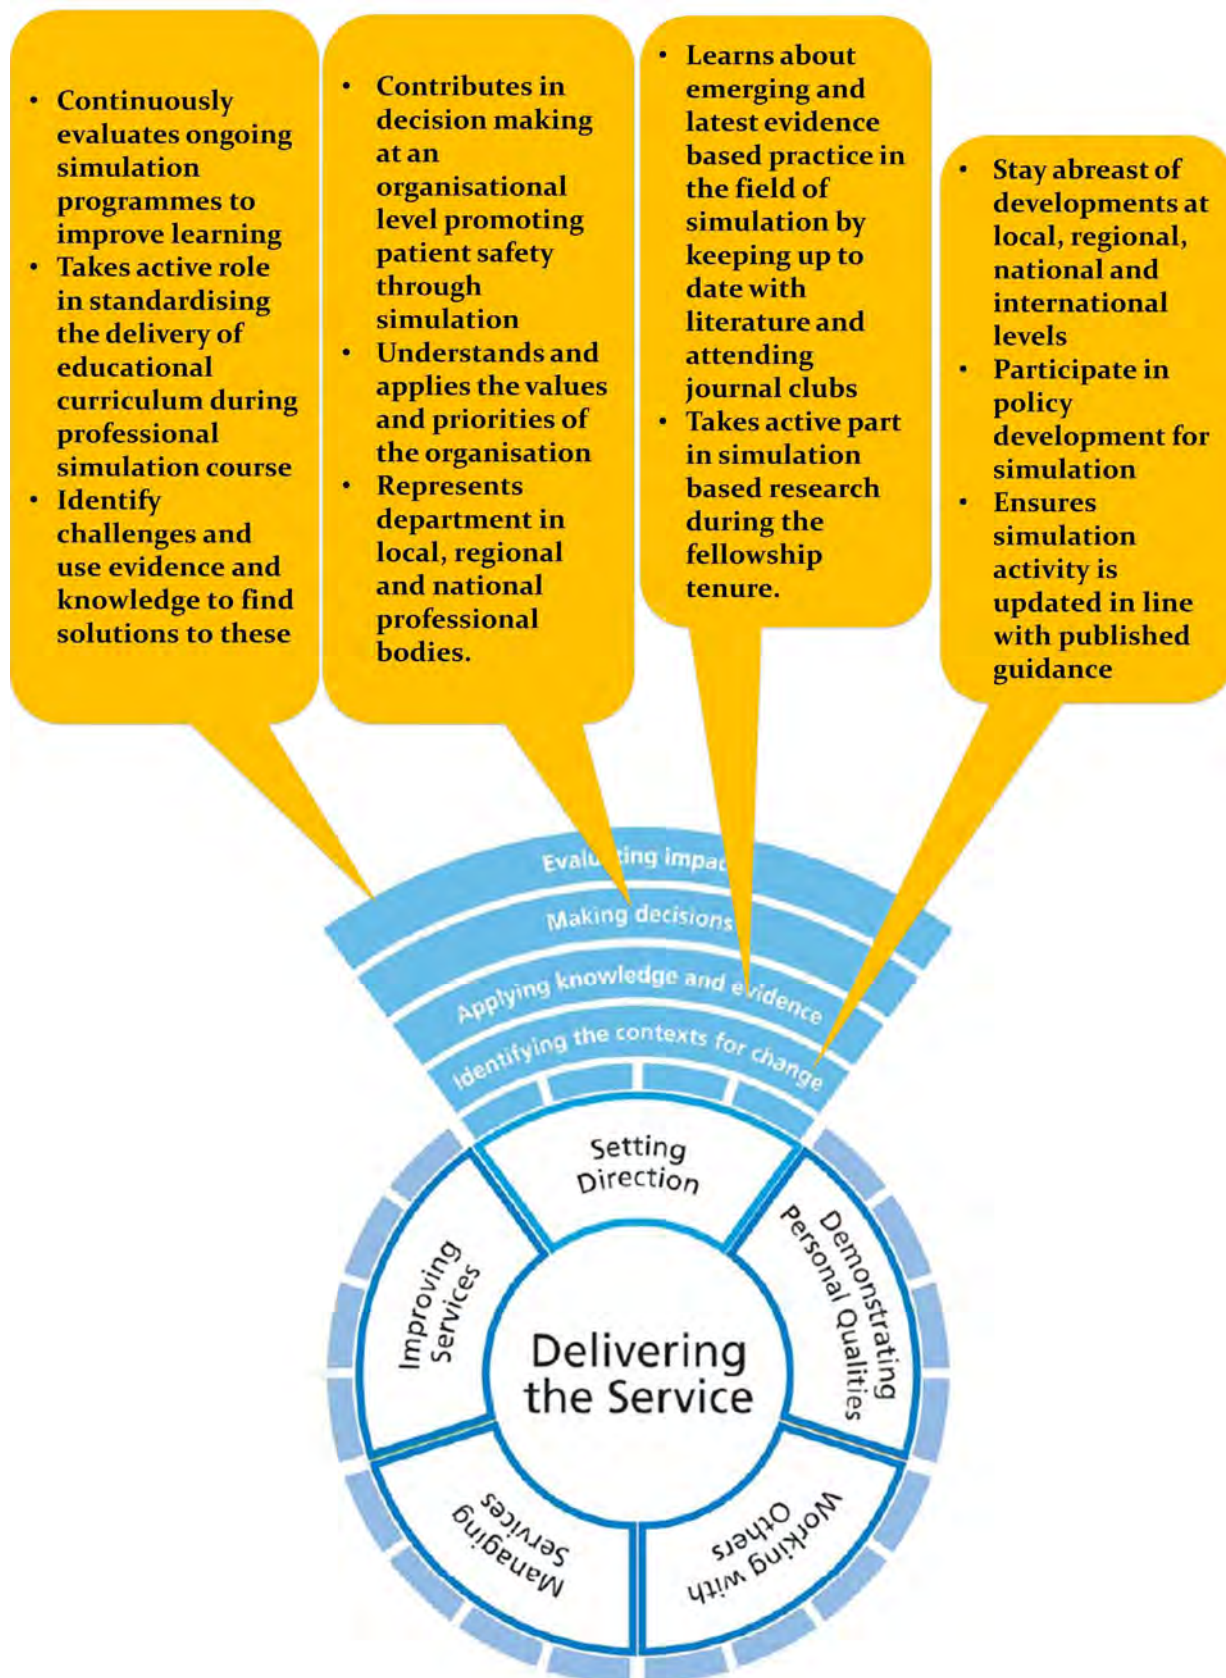 • Continuously
evaluates ongoing
simulation
programmes to
improve learning
• Takes active role
in standardising
the delivery of
educational
curriculum during
professional
simulation course
• Identify
challenges and
use evidence and
knowledge to find
solutions to these
• Contributes in
decision making
at an
organisational
level promoting
patient safety
through
simulation
• Understands and
applies the values
and priorities of
the organisation
• Represents
department in
local, regional
and national
professional
bodies.
• Learns about
emerging and
latest evidence
based practice in
the field of
simulation by
keeping up to
date with
literature and
attending
journal clubs
• Takes active part
in simulation
based research
during the
fellowship
tenure.
• Stay abreast of
developments at
local, regional,
national and
international
levels
• Participate in
policy
development for
simulation
• Ensures
simulation
activity is
updated in line
with published
guidance
Evaluating impact
Making decisions
Applying knowledge and evidence
Identifying the contexts for change
Setting
Direction
Demonstrating
Personal Qualities
Working with
Others
Managing
Services
Improving
Services
Delivering
the Service